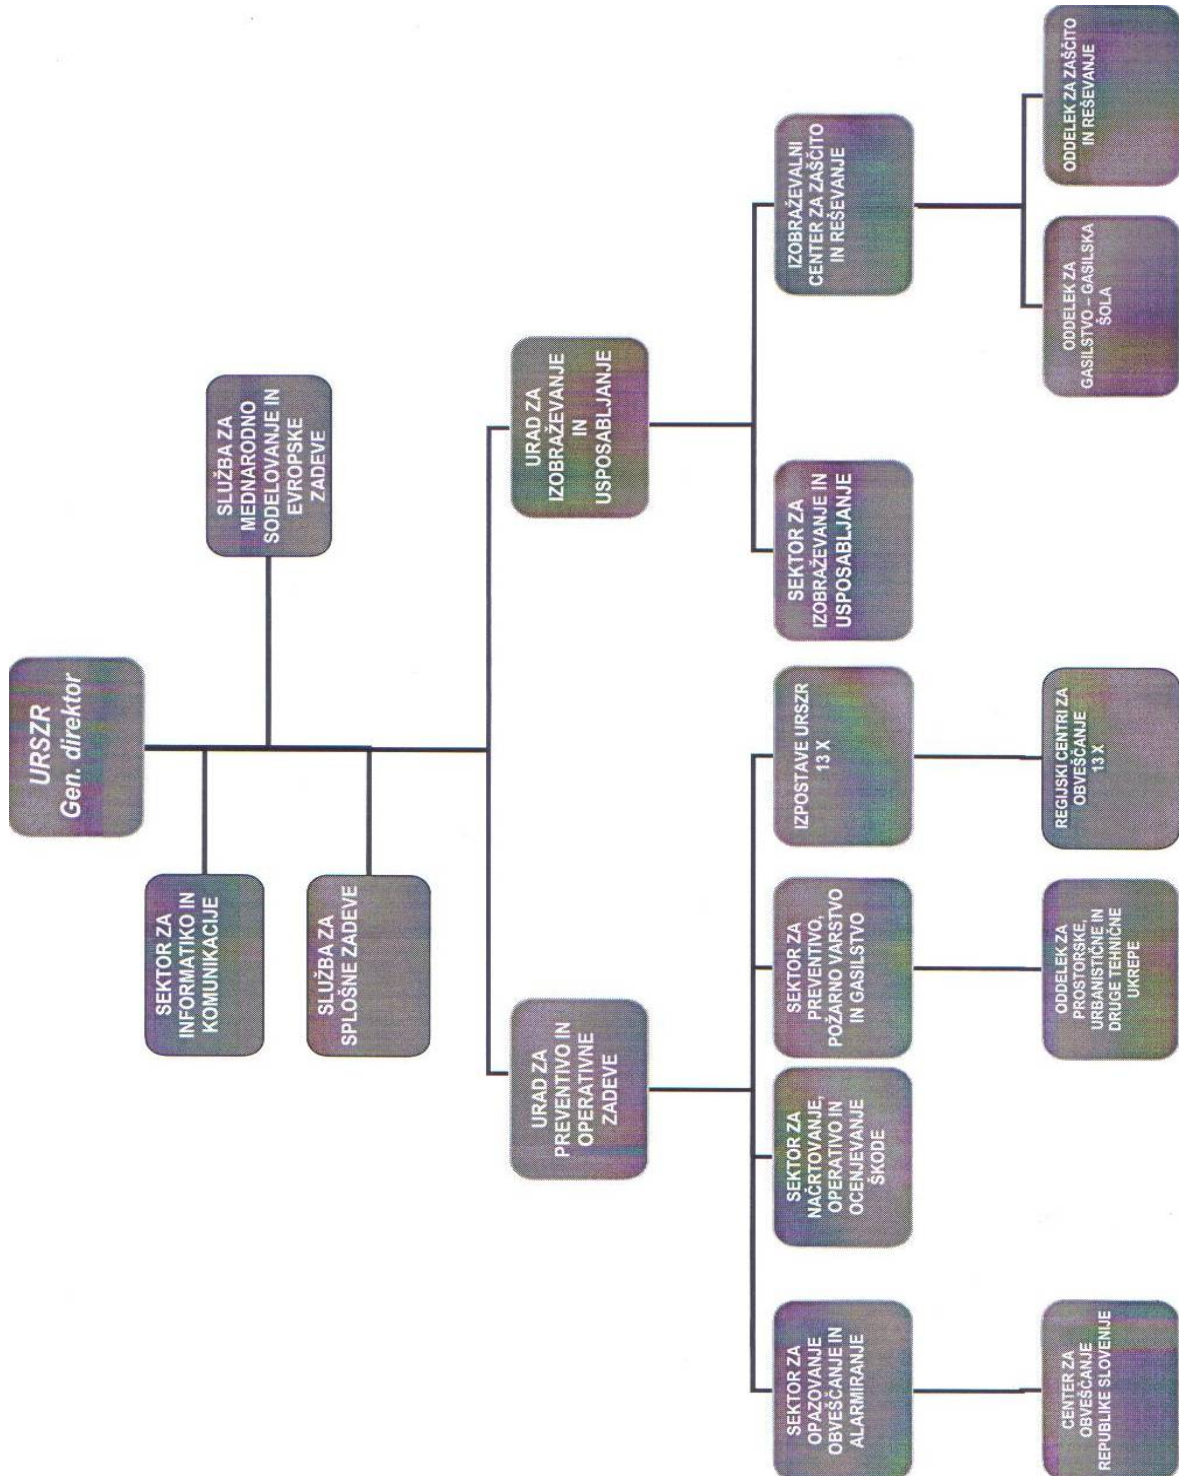 URSZR
Gen. direktor
SEKTOR ZA
INFORMATIKO IN
KOMUNIKACIJE
SLUŽBA ZA
MEDNARODNO
SODELOVANJE IN
EVROPSKE
ZADEVE
SLUŽBA ZA
SPLOŠNE ZADEVE
URAD ZA
PREVENTIVO IN
OPERATIVNE
ZADEVE
URAD ZA
IZOBRAŽEVANJE
IN
USPOSABLJANJE
SEKTOR ZA
OPAZOVANJE
OBVEŠČANJE IN
ALARMIRANJE
SEKTOR ZA
NAČRTOVANJE,
OPERATIVO IN
OCENJEVANJE
ŠKODE
SEKTOR ZA
PREVENTIVO,
POŽARNO VARSTVO
IN GASILSTVO
IZPOSTAVE URSZR
13 X
SEKTOR ZA
IZOBRAŽEVANJE IN
USPOSABLJANJE
IZOBRAŽEVALNI
CENTER ZA ZAŠČITO
IN REŠEVANJE
CENTER ZA
OBVEŠČANJE
REPUBLIKE SLOVENIJE
ODDELEK ZA
PROSTORSKE,
URBANISTIČNE IN
DRUGE TEHNIČNE
UKREPE
REGIJSKI CENTRI ZA
OBVEŠČANJE
13 X
ODDELEK ZA
GASILSTVO – GASILSKA
ŠOLA
ODDELEK ZA ZAŠČITO
IN REŠEVANJE